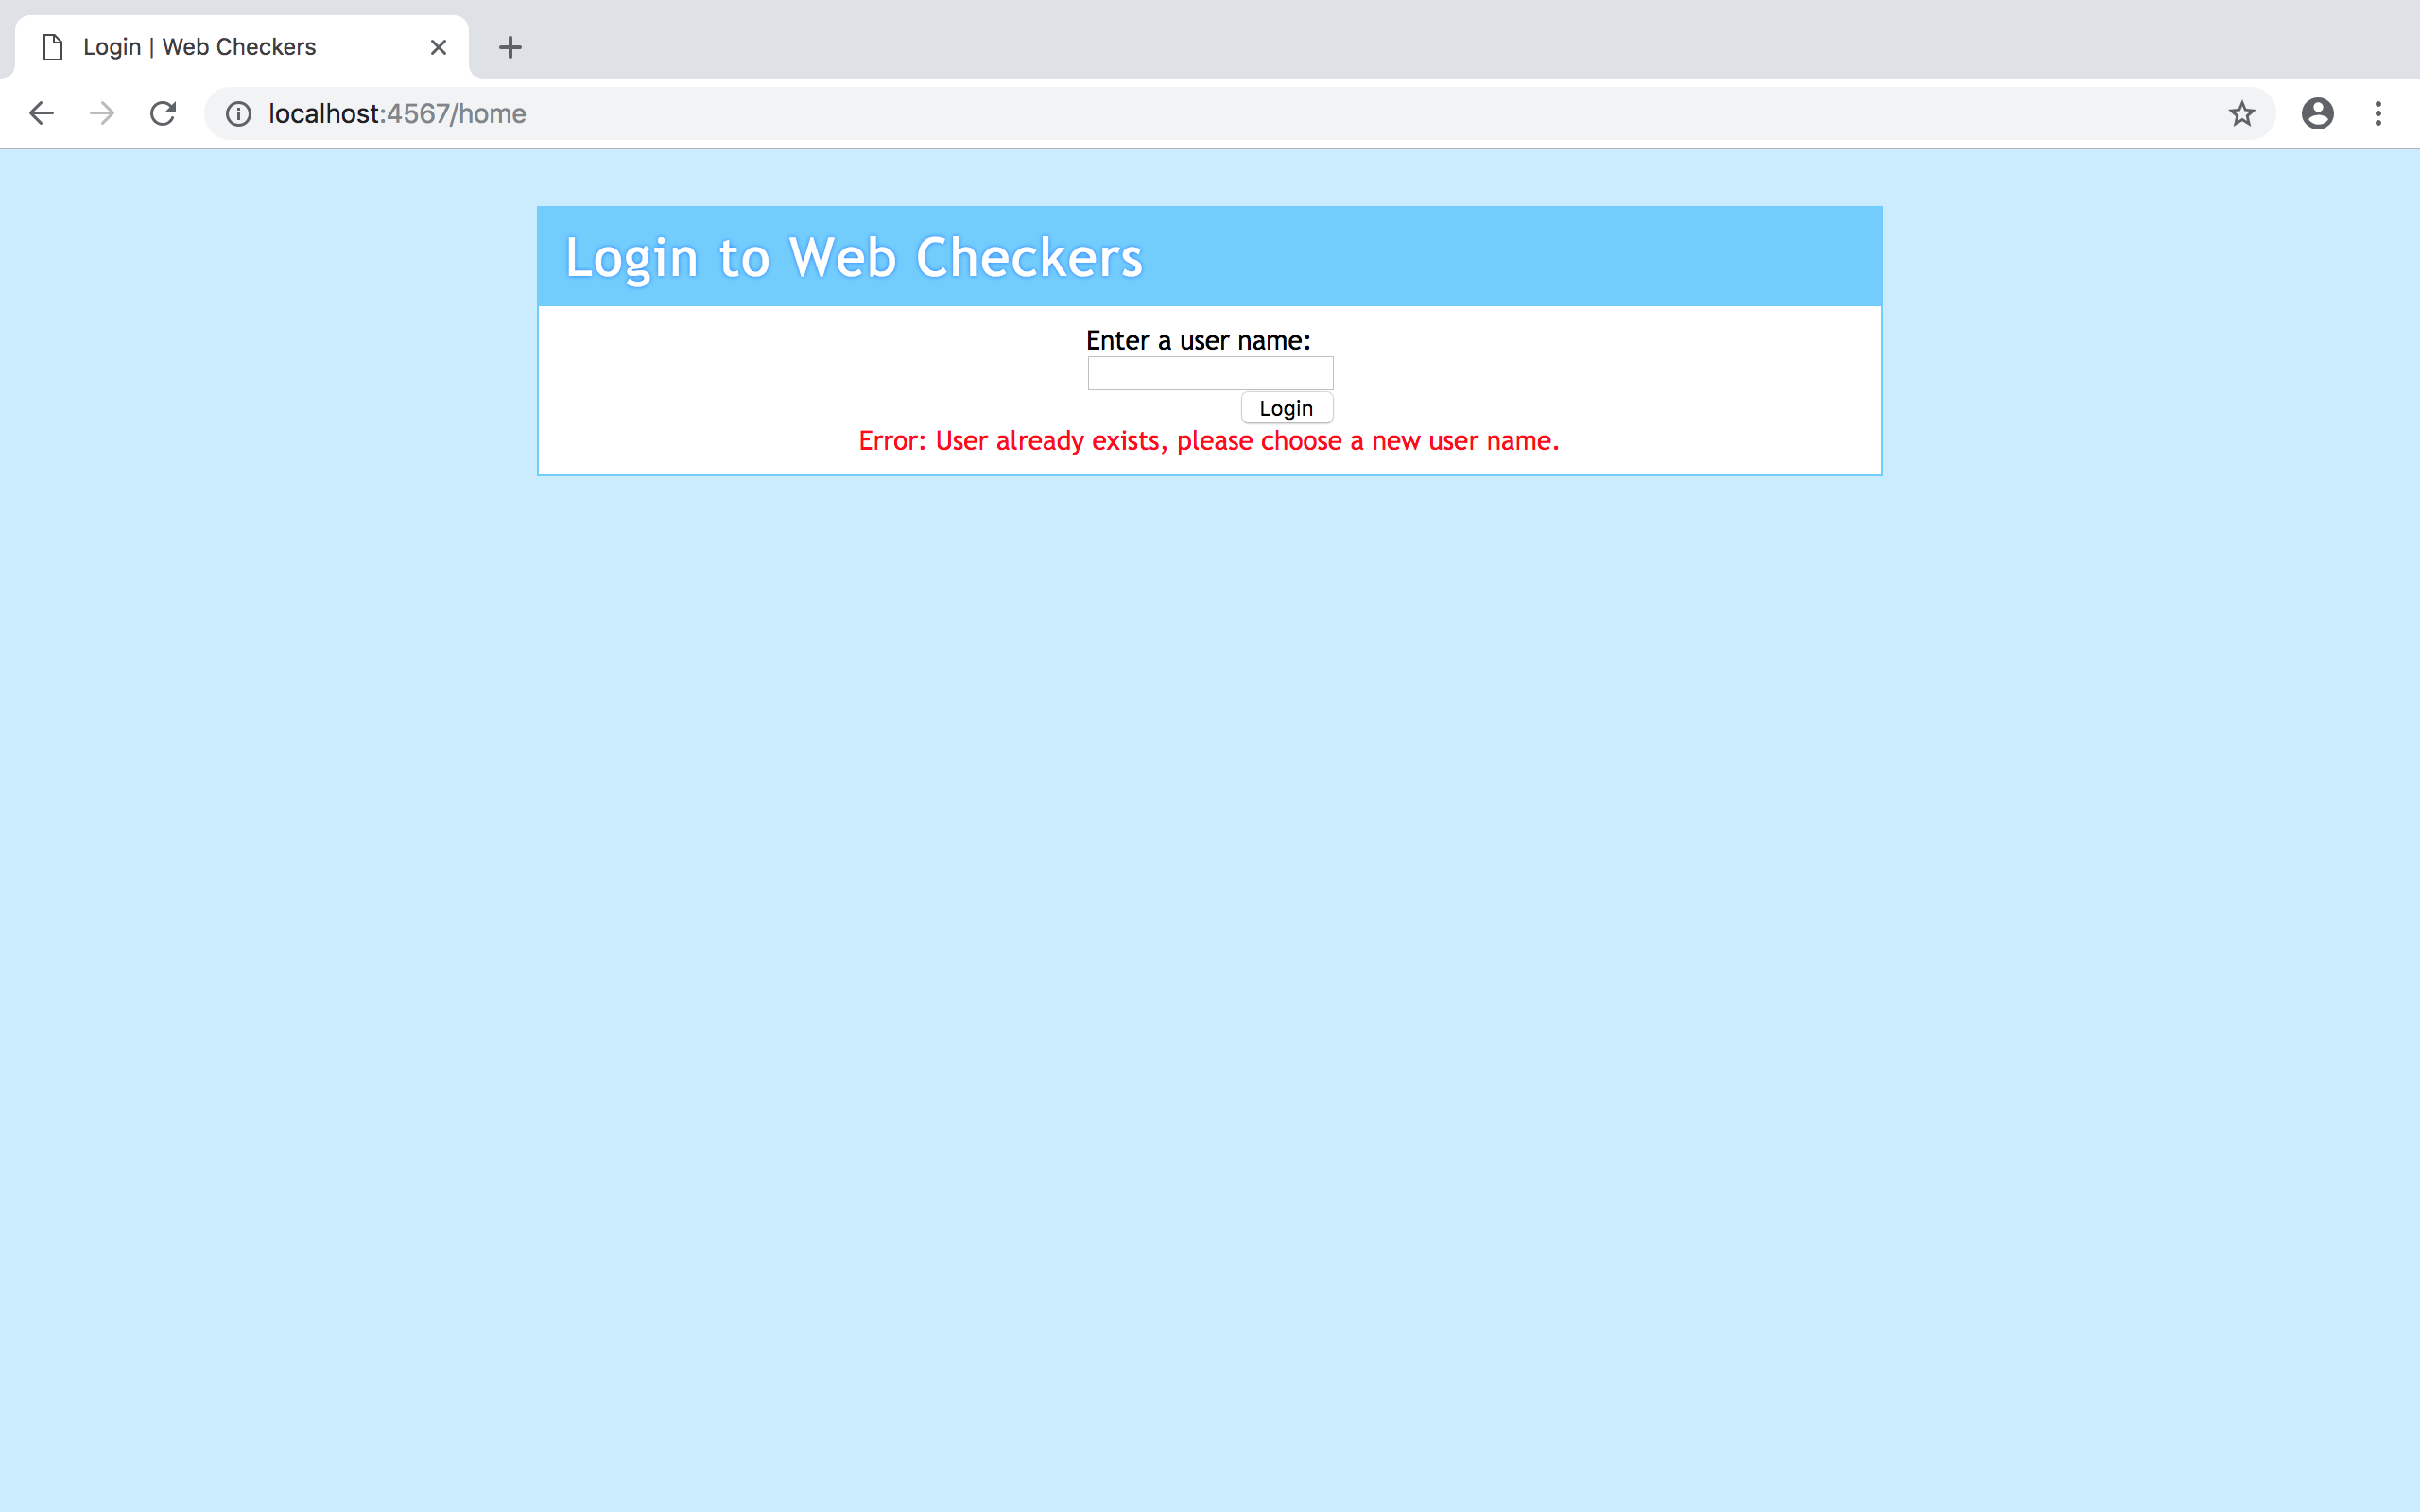 Login | Web Checkers
localhost:4567/home
Login to Web Checkers
Enter a user name:
Login
Error: User already exists, please choose a new user name.